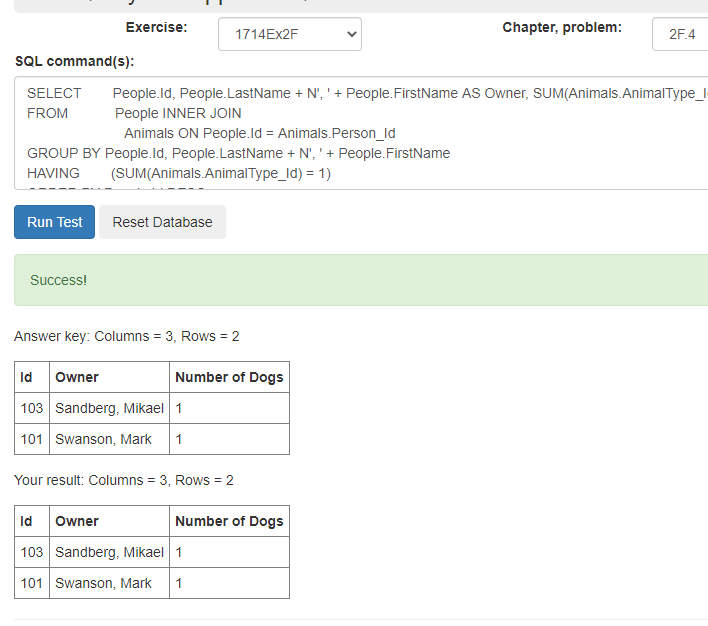 Exercise: 1714Ex2F Chapter, problem: 2F.4
SQL command(s):
SELECT People.Id, People.LastName + N', ' + People.FirstName AS Owner, SUM(Animals.AnimalType_I
FROM People INNER JOIN
Animals ON People.Id = Animals.Person_Id
GROUP BY People.Id, People.LastName + N', ' + People.FirstName
HAVING (SUM(Animals.AnimalType_Id) = 1)
Run Test Reset Database
Success!
Answer key: Columns = 3, Rows = 2
Id Owner Number of Dogs
103 Sandberg, Mikael 1
101 Swanson, Mark 1
Your result: Columns = 3, Rows = 2
Id Owner Number of Dogs
103 Sandberg, Mikael 1
101 Swanson, Mark 1